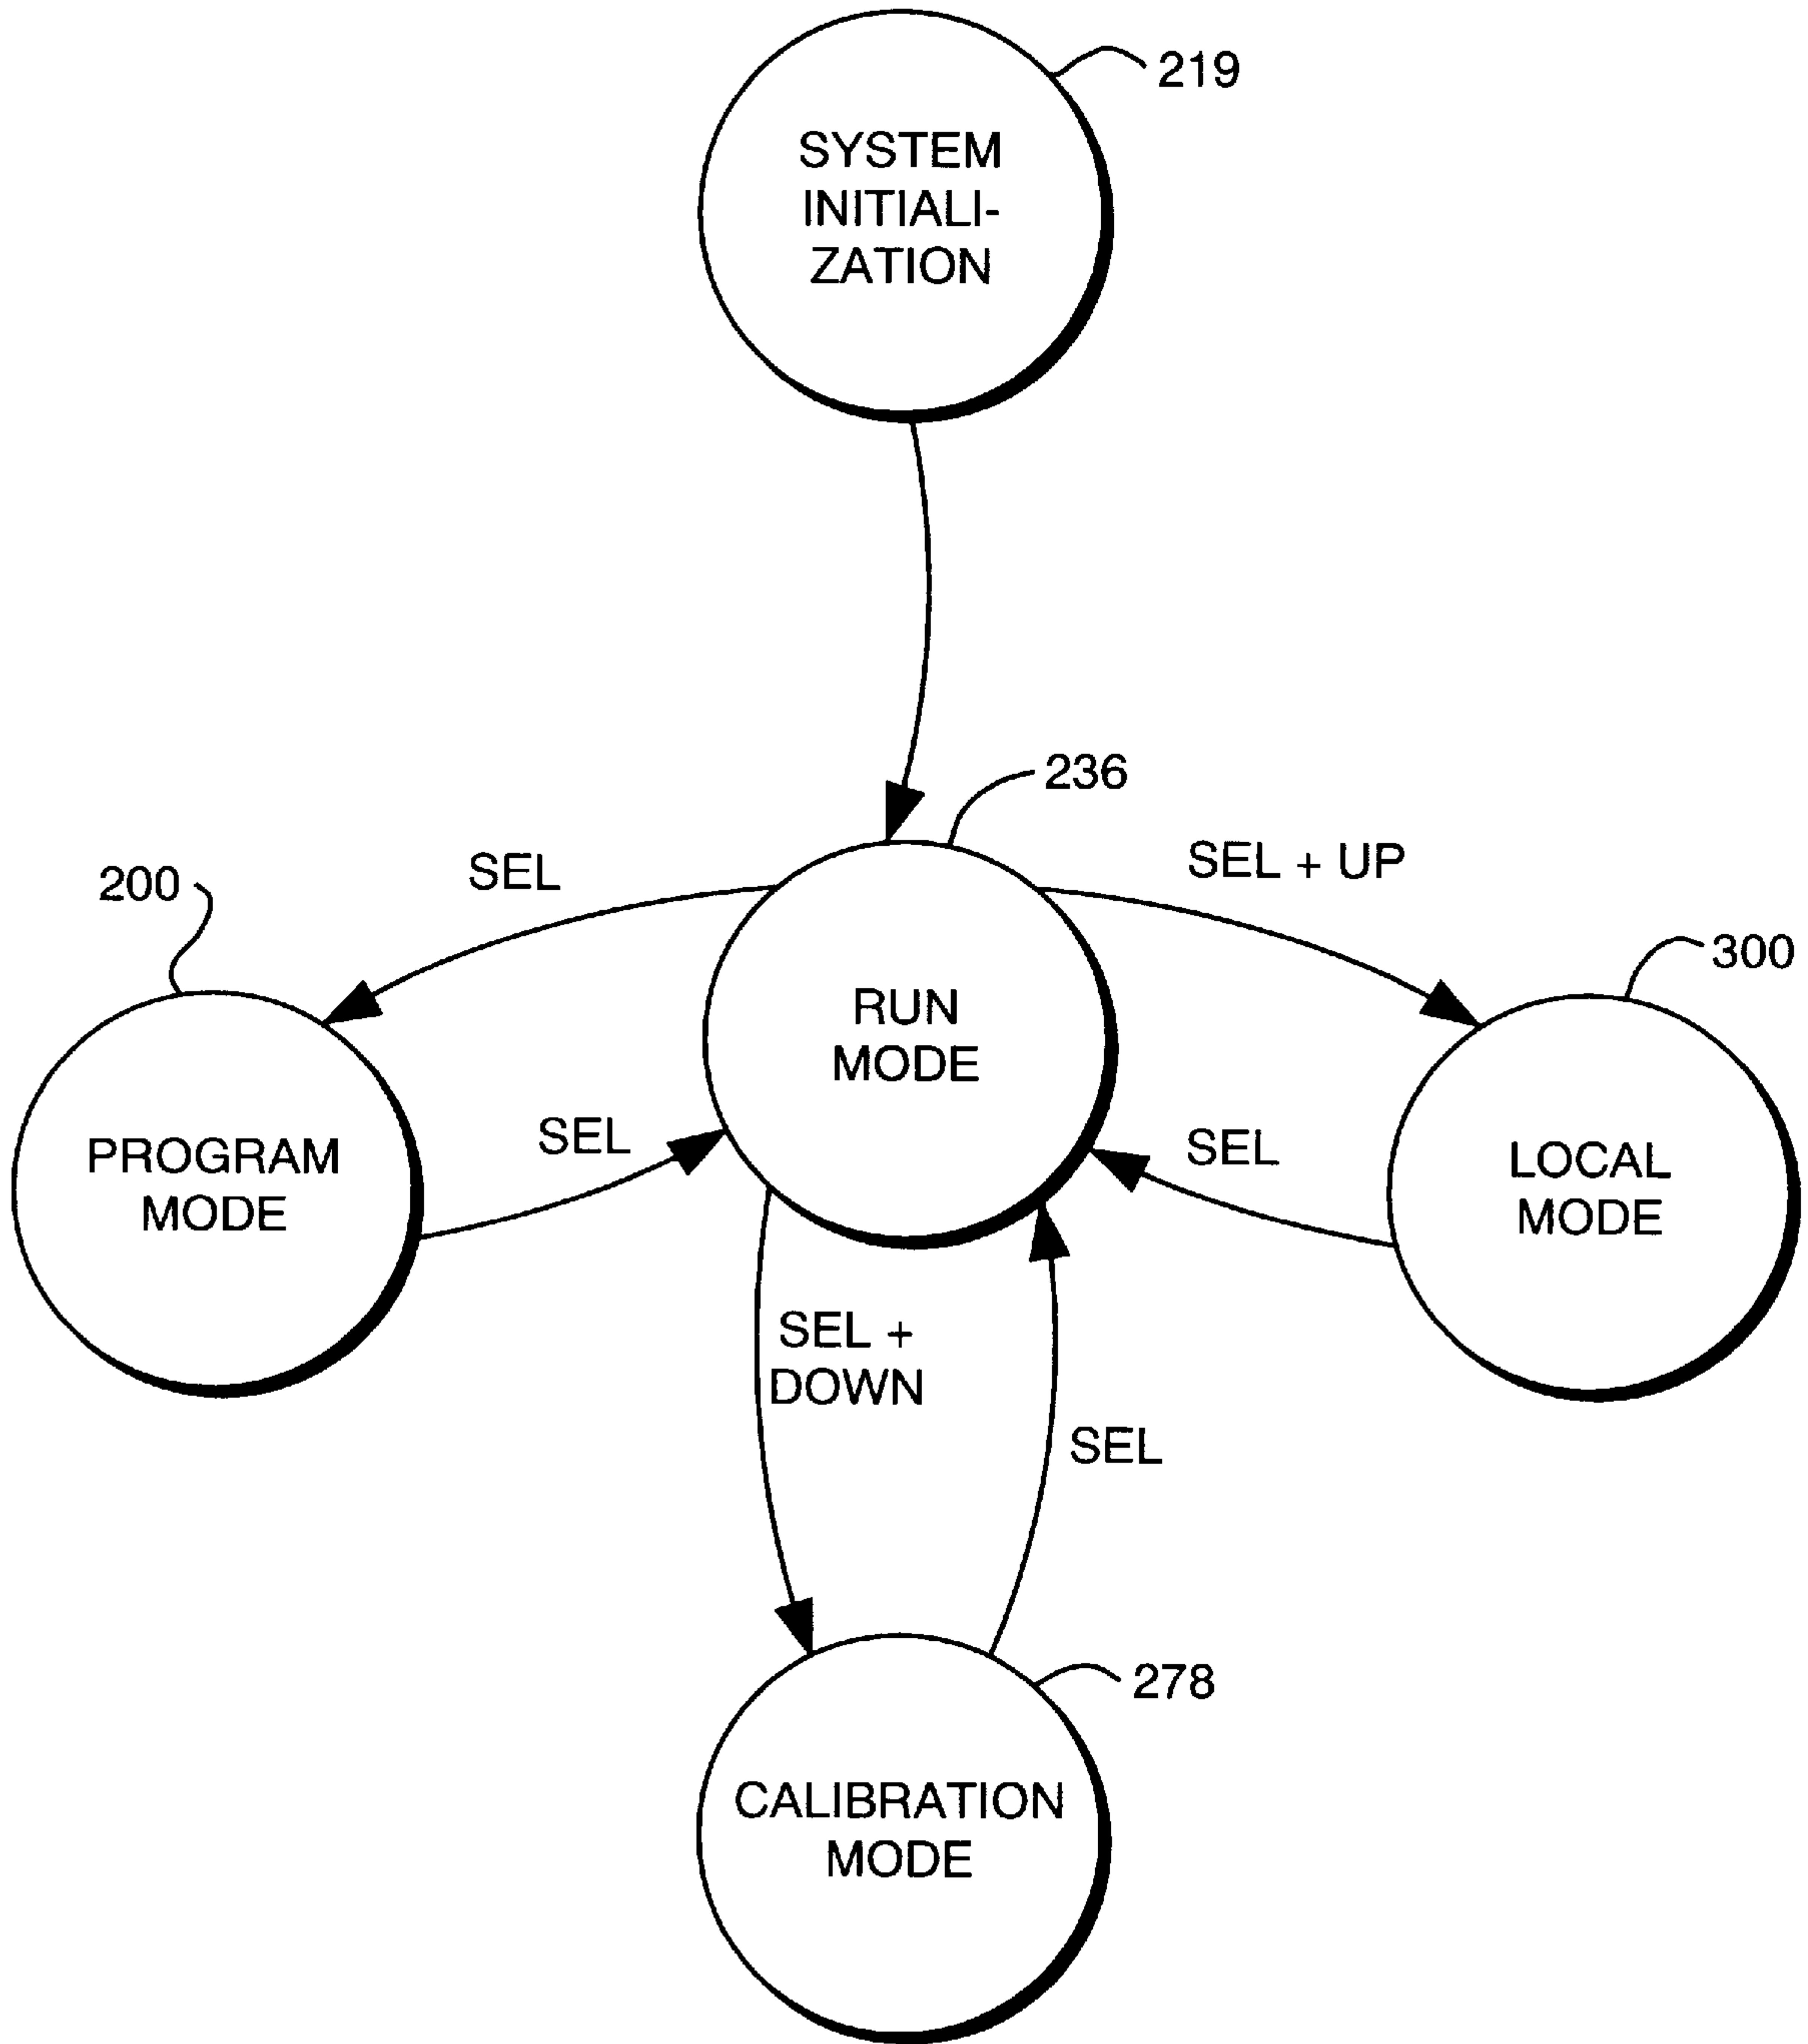 219
SYSTEM
INITIALI-
ZATION
236
SEL
SEL + UP
200
300
RUN
MODE
PROGRAM
MODE
SEL
SEL
LOCAL
MODE
SEL +
DOWN
SEL
278
CALIBRATION
MODE